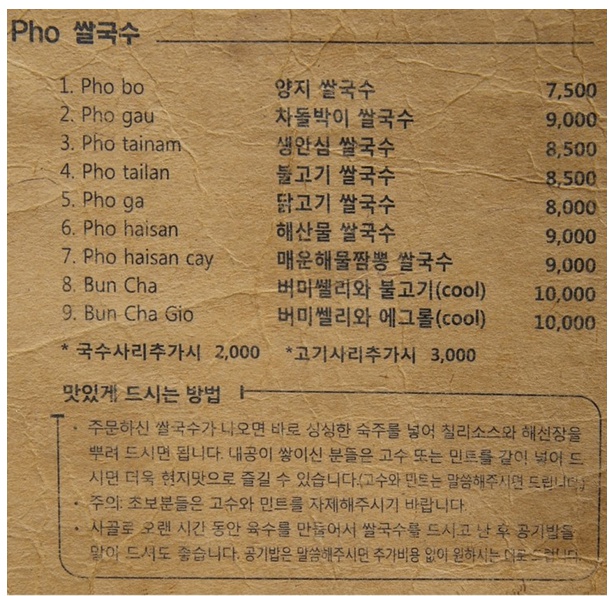 Pho 쌀국수
1. Pho bo 양지 쌀국수 7,500
2. Pho gau 차돌박이 쌀국수 9,000
3. Pho tainam 생안심 쌀국수 8,500
4. Pho tailan 불고기 쌀국수 8,500
5. Pho ga 닭고기 쌀국수 8,000
6. Pho haisan 해산물 쌀국수 9,000
7. Pho haisan cay 매운해물짬뽕 쌀국수 9,000
8. Bun Cha 버미쎌리와 불고기(cool) 10,000
9. Bun Cha Gio 버미쎌리와 에그롤(cool) 10,000
* 국수사리추가시 2,000 *고기사리추가시 3,000
맛있게 드시는 방법
· 주문하신 쌀국수가 나오면 바로 싱싱한 숙주를 넣어 칠리소스와 해선장을
뿌려 드시면 됩니다. 내공이 쌓이신 분들은 고수 또는 민트를 같이 넣어 드
시면 더욱 현지맛으로 즐길 수 있습니다.(고수와 민트는 말씀해주시면 드립니다)
· 주의: 초보분들은 고수와 민트를 자제해주시기 바랍니다.
· 사골로 오랜 시간 동안 육수를 만들어서 쌀국수를 드시고 난 후 공기밥을
말아 드셔도 좋습니다. 공기밥은 말씀해주시면 추가비용 없이 원하시는 대로 드립니다.